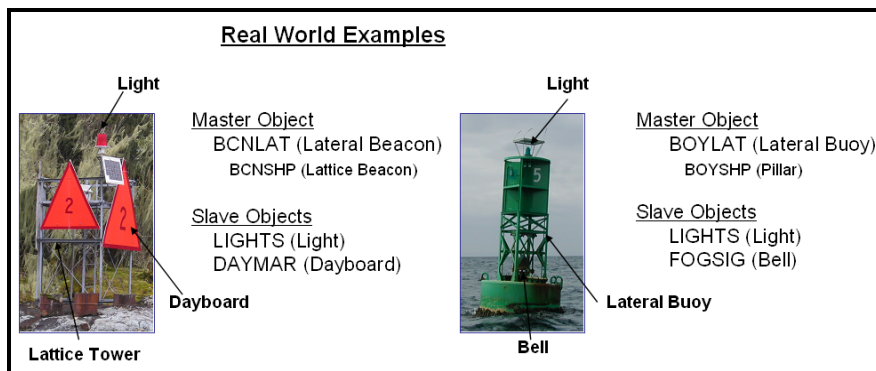 Real World Examples
Light
Master Object
BCNLAT (Lateral Beacon)
BCNSHP (Lattice Beacon)
Slave Objects
LIGHTS (Light)
DAYMAR (Dayboard)
2
2
Dayboard
Lattice Tower
Light
Master Object
BOYLAT (Lateral Buoy)
BOYSHP (Pillar)
Slave Objects
LIGHTS (Light)
FOGSIG (Bell)
5
Lateral Buoy
Bell